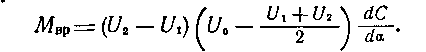 M_вр = (U_2 − U_1) (U_0 − (U_1 + U_2)/2) dC/dα.